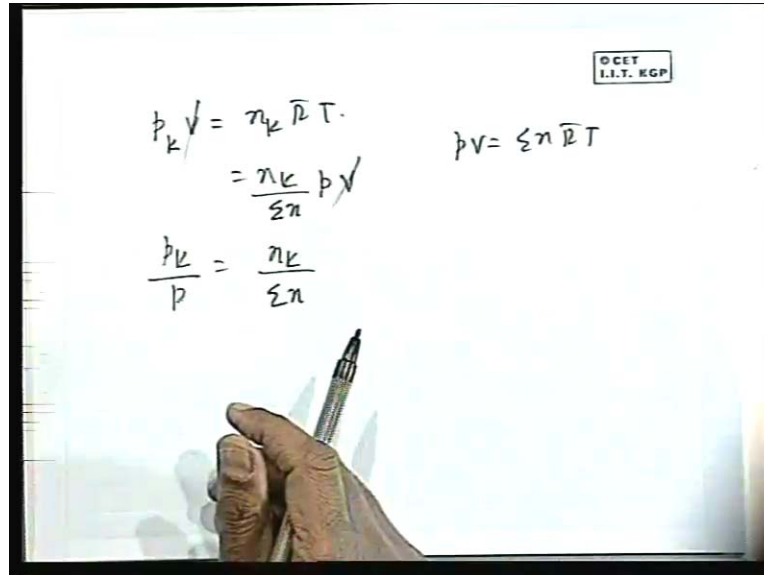 © CET
I.I.T. KGP
p_k V = n_k R̄ T.
pV = Σn R̄ T
= n_k / Σn pV
p_k / p = n_k / Σn